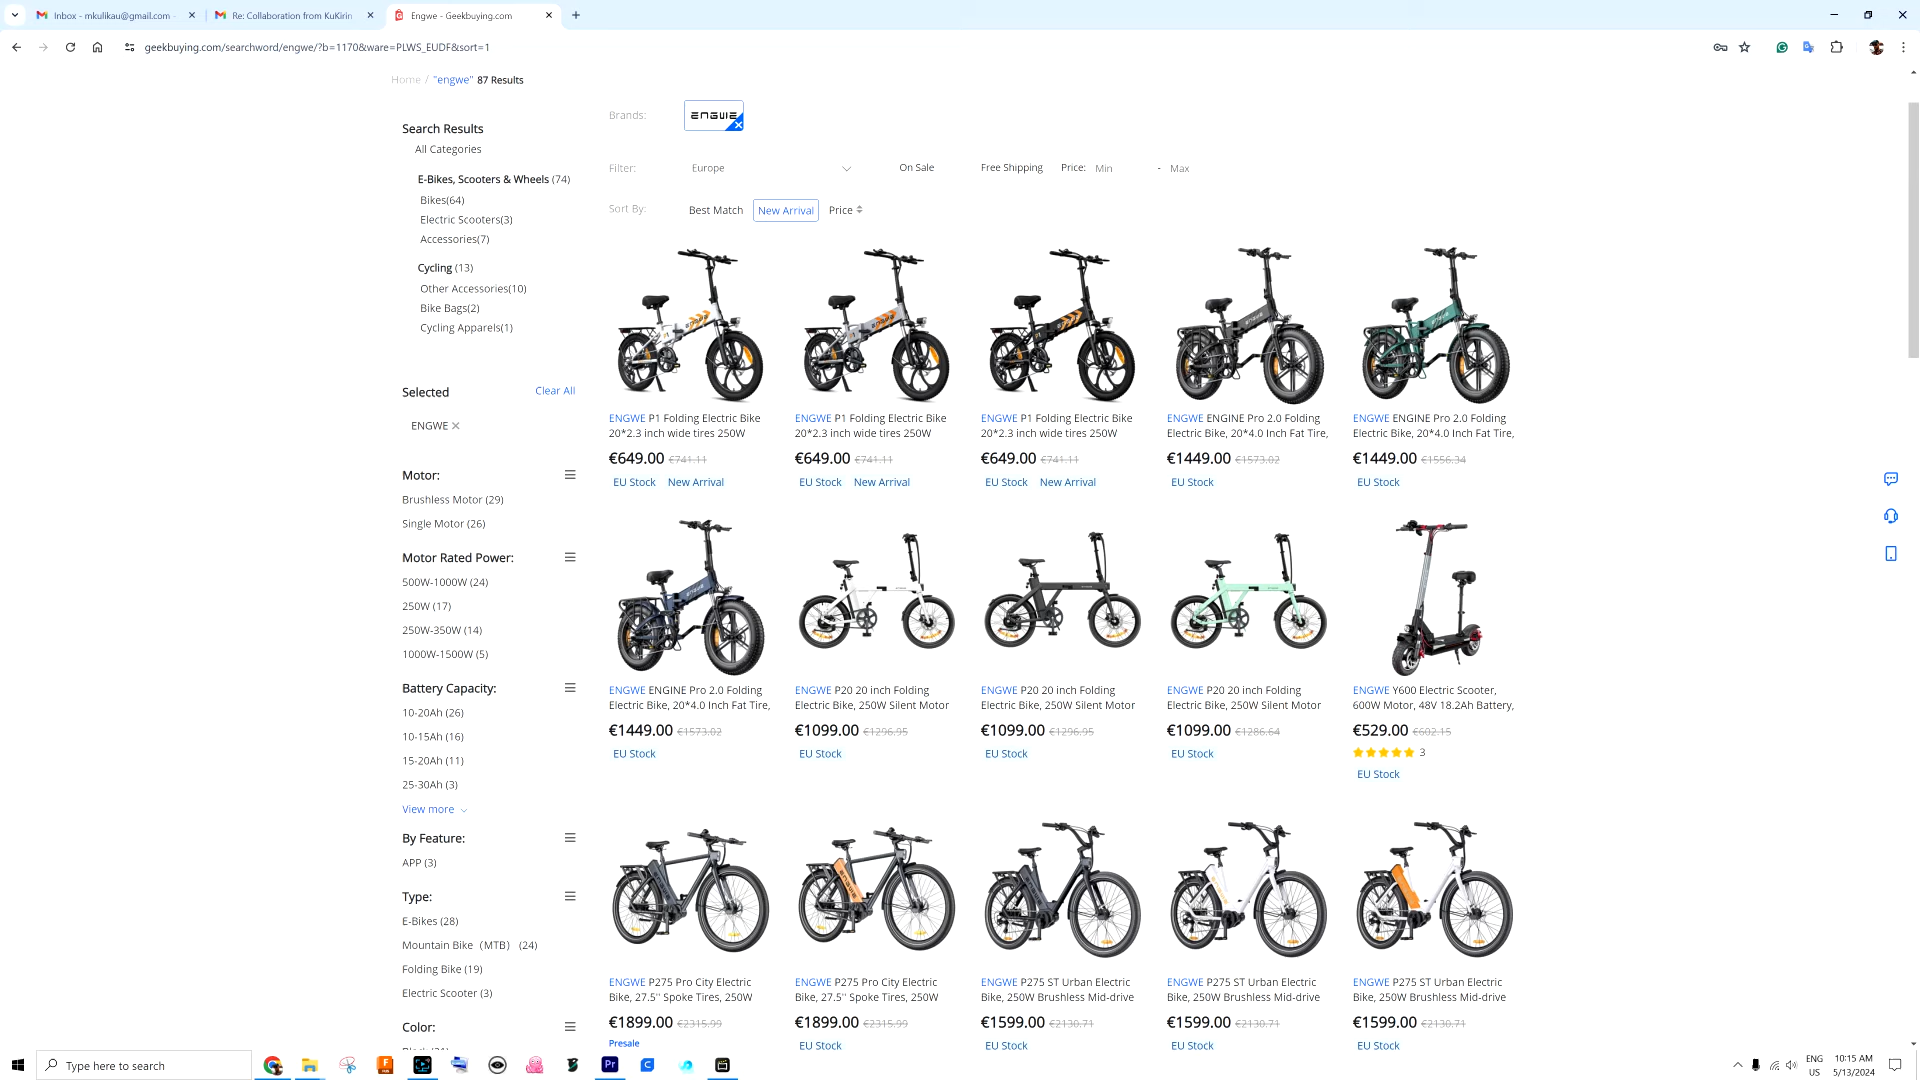 Inbox - mkulikau@gmail.com -
Re: Collaboration from KuKirin
Engwe - Geekbuying.com
geekbuying.com/searchword/engwe/?b=1170&ware=PLWS_EUDF&sort=1
Home / "engwe" 87 Results
Search Results
All Categories
E-Bikes, Scooters & Wheels (74)
Bikes(64)
Electric Scooters(3)
Accessories(7)
Cycling (13)
Other Accessories(10)
Bike Bags(2)
Cycling Apparels(1)
Selected Clear All
ENGWE
Motor:
Brushless Motor (29)
Single Motor (26)
Motor Rated Power:
500W-1000W (24)
250W (17)
250W-350W (14)
1000W-1500W (5)
Battery Capacity:
10-20Ah (26)
10-15Ah (16)
15-20Ah (11)
25-30Ah (3)
View more
By Feature:
APP (3)
Type:
E-Bikes (28)
Mountain Bike（MTB） (24)
Folding Bike (19)
Electric Scooter (3)
Color:
Brands: ENGWE
Filter: Europe On Sale Free Shipping Price: Min - Max
Sort By: Best Match New Arrival Price
ENGWE P1 Folding Electric Bike
20*2.3 inch wide tires 250W
€649.00 €741.11
EU Stock New Arrival
ENGWE P1 Folding Electric Bike
20*2.3 inch wide tires 250W
€649.00 €741.11
EU Stock New Arrival
ENGWE P1 Folding Electric Bike
20*2.3 inch wide tires 250W
€649.00 €741.11
EU Stock New Arrival
ENGWE ENGINE Pro 2.0 Folding
Electric Bike, 20*4.0 Inch Fat Tire,
€1449.00 €1573.02
EU Stock
ENGWE ENGINE Pro 2.0 Folding
Electric Bike, 20*4.0 Inch Fat Tire,
€1449.00 €1556.34
EU Stock
ENGWE ENGINE Pro 2.0 Folding
Electric Bike, 20*4.0 Inch Fat Tire,
€1449.00 €1573.02
EU Stock
ENGWE P20 20 inch Folding
Electric Bike, 250W Silent Motor
€1099.00 €1296.95
EU Stock
ENGWE P20 20 inch Folding
Electric Bike, 250W Silent Motor
€1099.00 €1296.95
EU Stock
ENGWE P20 20 inch Folding
Electric Bike, 250W Silent Motor
€1099.00 €1286.64
EU Stock
ENGWE Y600 Electric Scooter,
600W Motor, 48V 18.2Ah Battery,
€529.00 €602.15
3
EU Stock
ENGWE P275 Pro City Electric
Bike, 27.5'' Spoke Tires, 250W
€1899.00 €2315.99
Presale
ENGWE P275 Pro City Electric
Bike, 27.5'' Spoke Tires, 250W
€1899.00 €2315.99
EU Stock
ENGWE P275 ST Urban Electric
Bike, 250W Brushless Mid-drive
€1599.00 €2130.71
EU Stock
ENGWE P275 ST Urban Electric
Bike, 250W Brushless Mid-drive
€1599.00 €2130.71
EU Stock
ENGWE P275 ST Urban Electric
Bike, 250W Brushless Mid-drive
€1599.00 €2130.71
EU Stock
Type here to search
Pr
ENG
US
10:15 AM
5/13/2024